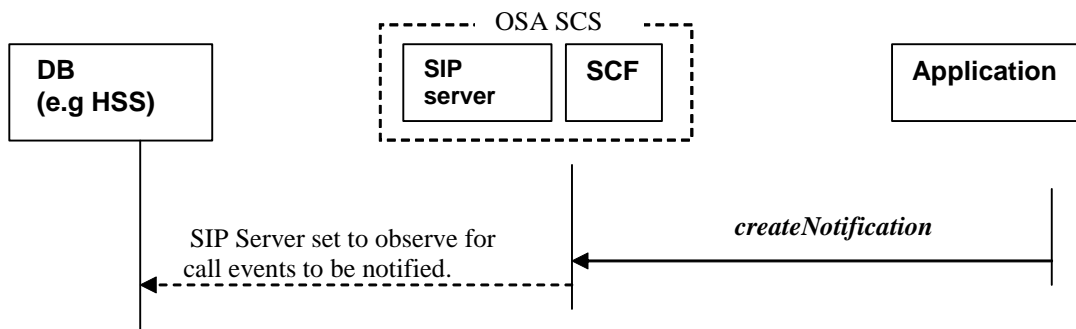 OSA SCS
DB
(e.g HSS)
SIP
server
SCF
Application
createNotification
SIP Server set to observe for
call events to be notified.